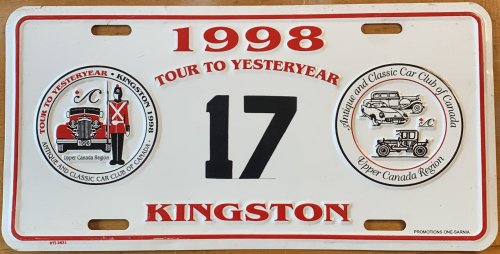 1998
TOUR TO YESTERYEAR
17
KINGSTON
TOUR TO YESTERYEAR • KINGSTON 1998
Upper Canada Region
ANTIQUE AND CLASSIC CAR CLUB OF CANADA
Antique and Classic Car Club of Canada
Upper Canada Region
PROMOTIONS ONE-SARNIA